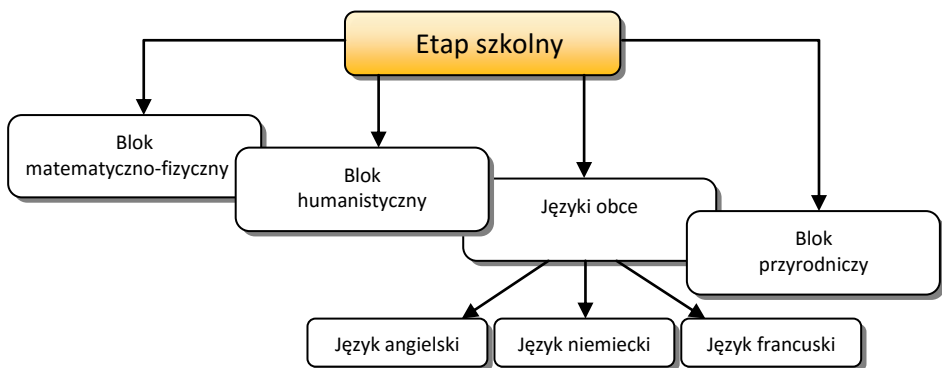 Etap szkolny
Blok
matematyczno-fizyczny
Blok
humanistyczny
Języki obce
Blok
przyrodniczy
Język angielski
Język niemiecki
Język francuski